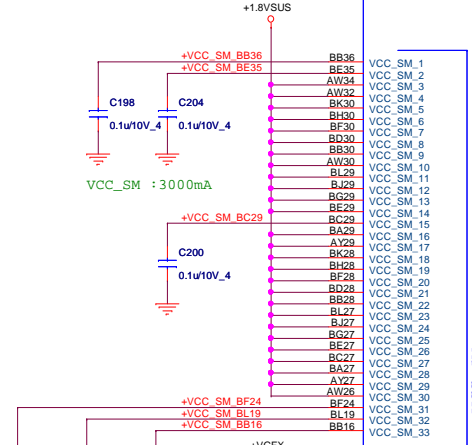 +1.8VSUS
+VCC_SM_BB36 BB36 VCC_SM_1
+VCC_SM_BE35 BE35 VCC_SM_2
AW34 VCC_SM_3
AW32 VCC_SM_4
BK30 VCC_SM_5
BH30 VCC_SM_6
BF30 VCC_SM_7
BD30 VCC_SM_8
BB30 VCC_SM_9
AW30 VCC_SM_10
BL29 VCC_SM_11
BJ29 VCC_SM_12
BG29 VCC_SM_13
BE29 VCC_SM_14
+VCC_SM_BC29 BC29 VCC_SM_15
BA29 VCC_SM_16
AY29 VCC_SM_17
BK28 VCC_SM_18
BH28 VCC_SM_19
BF28 VCC_SM_20
BD28 VCC_SM_21
BB28 VCC_SM_22
BL27 VCC_SM_23
BJ27 VCC_SM_24
BG27 VCC_SM_25
BE27 VCC_SM_26
BC27 VCC_SM_27
BA27 VCC_SM_28
AY27 VCC_SM_29
AW26 VCC_SM_30
+VCC_SM_BF24 BF24 VCC_SM_31
+VCC_SM_BL19 BL19 VCC_SM_32
+VCC_SM_BB16 BB16 VCC_SM_33
C198
0.1u/10V_4
C204
0.1u/10V_4
VCC_SM :3000mA
C200
0.1u/10V_4